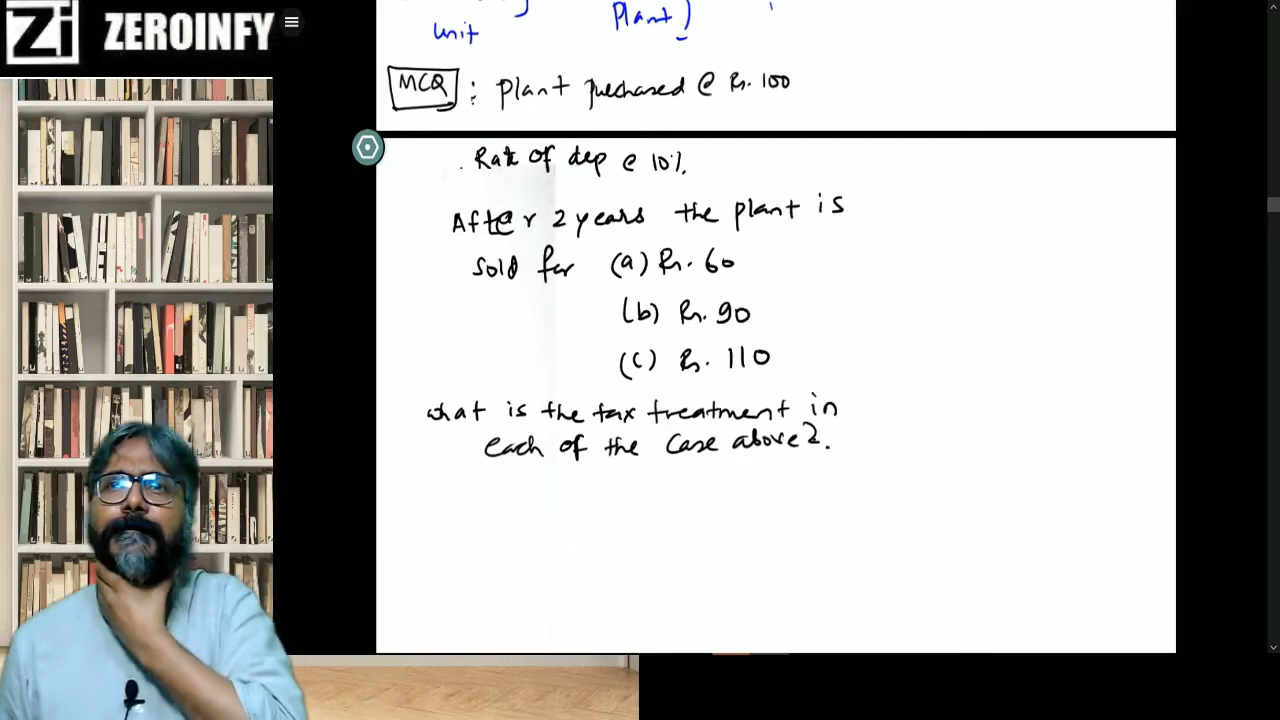 Zi ZEROINFY
unit
Plant)
MCQ : plant purchased @ Rs. 100
. Rate of dep @ 10%.
After 2 years the plant is
sold for (a) Rs. 60
(b) Rs. 90
(c) Rs. 110
what is the tax treatment in
each of the case above?.